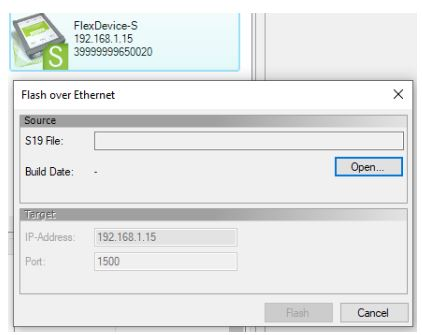 FlexDevice-S
192.168.1.15
39999999650020
S
Flash over Ethernet
Source
S19 File:
Build Date: -
Open...
Target
IP-Address: 192.168.1.15
Port: 1500
Flash Cancel